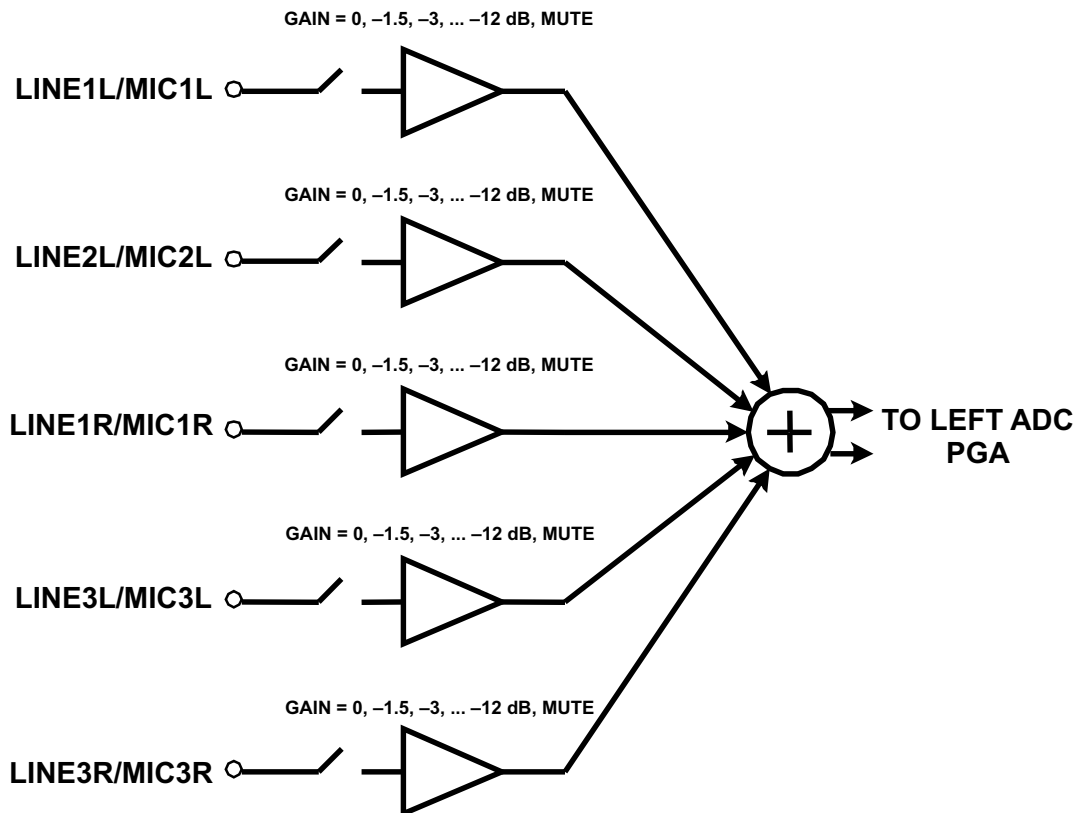 GAIN = 0, –1.5, –3, ... –12 dB, MUTE
LINE1L/MIC1L
GAIN = 0, –1.5, –3, ... –12 dB, MUTE
LINE2L/MIC2L
GAIN = 0, –1.5, –3, ... –12 dB, MUTE
LINE1R/MIC1R
TO LEFT ADC
PGA
GAIN = 0, –1.5, –3, ... –12 dB, MUTE
LINE3L/MIC3L
GAIN = 0, –1.5, –3, ... –12 dB, MUTE
LINE3R/MIC3R